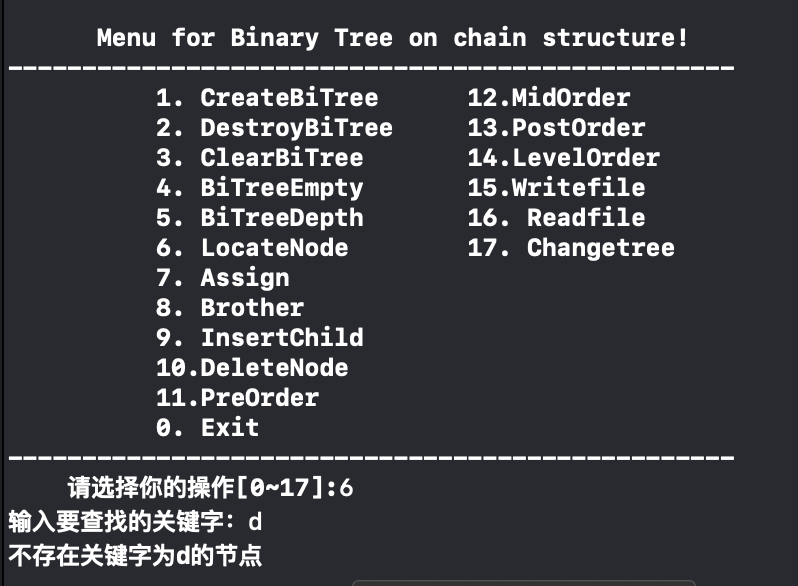 Menu for Binary Tree on chain structure!
-------------------------------------------------
1. CreateBiTree 12.MidOrder
2. DestroyBiTree 13.PostOrder
3. ClearBiTree 14.LevelOrder
4. BiTreeEmpty 15.Writefile
5. BiTreeDepth 16. Readfile
6. LocateNode 17. Changetree
7. Assign
8. Brother
9. InsertChild
10.DeleteNode
11.PreOrder
0. Exit
-------------------------------------------------
请选择你的操作[0~17]:6
输入要查找的关键字：d
不存在关键字为d的节点